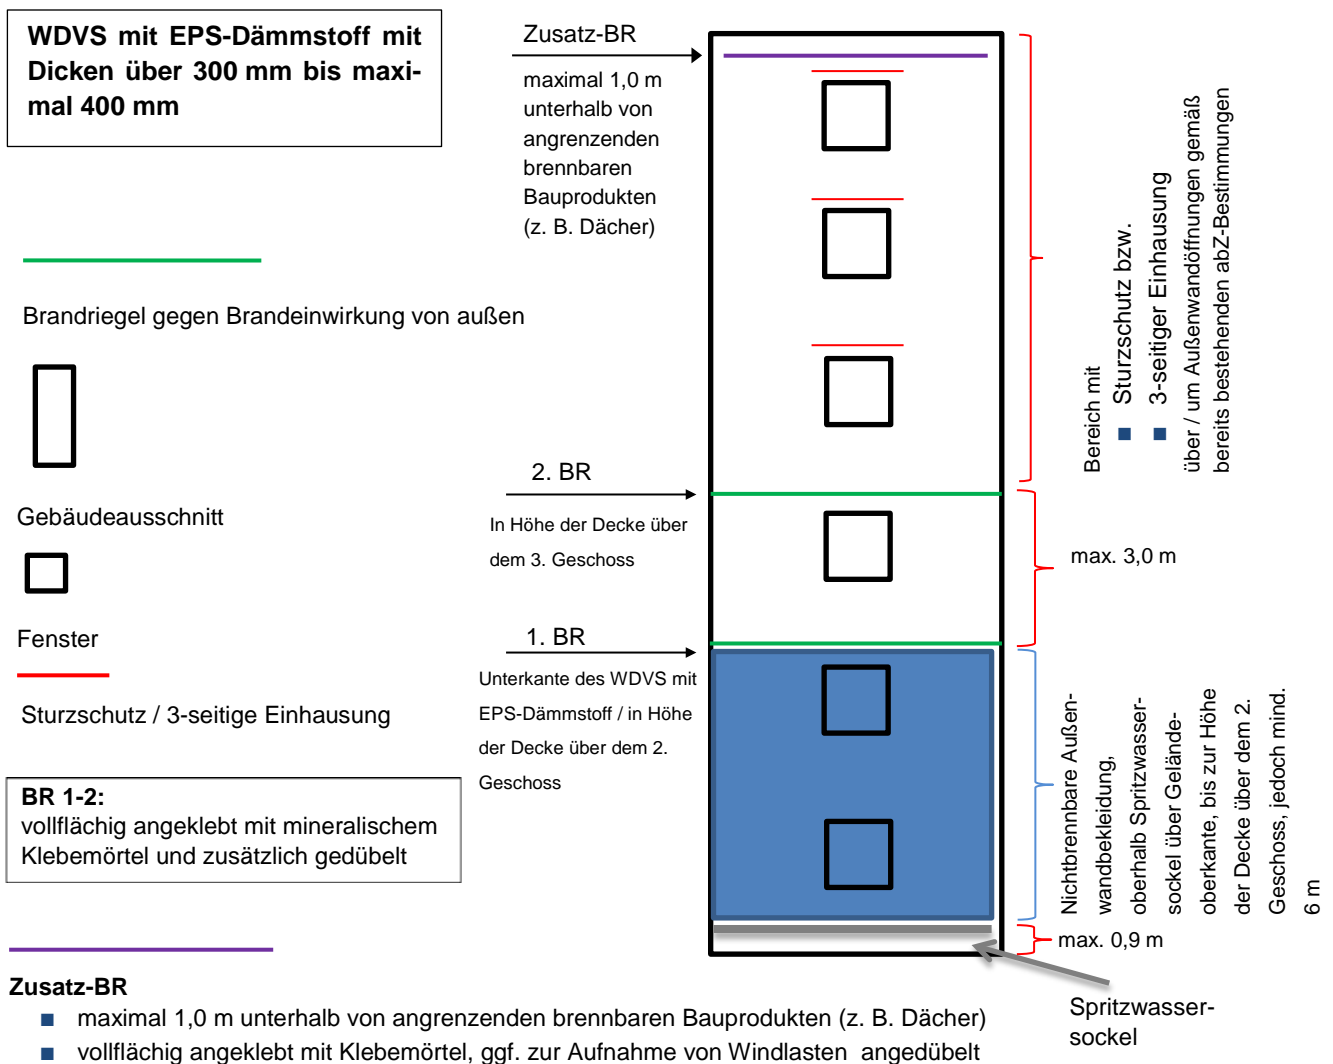 WDVS mit EPS-Dämmstoff mit
Dicken über 300 mm bis maxi-
mal 400 mm
Brandriegel gegen Brandeinwirkung von außen
Gebäudeausschnitt
Fenster
Sturzschutz / 3-seitige Einhausung
BR 1-2:
vollflächig angeklebt mit mineralischem
Klebemörtel und zusätzlich gedübelt
Zusatz-BR
maximal 1,0 m
unterhalb von
angrenzenden
brennbaren
Bauprodukten
(z. B. Dächer)
2. BR
In Höhe der Decke über
dem 3. Geschoss
1. BR
Unterkante des WDVS mit
EPS-Dämmstoff / in Höhe
der Decke über dem 2.
Geschoss
Bereich mit
■ Sturzschutz bzw.
■ 3-seitiger Einhausung
über / um Außenwandöffnungen gemäß
bereits bestehenden abZ-Bestimmungen
max. 3,0 m
Nichtbrennbare Außen-
wandbekleidung,
oberhalb Spritzwasser-
sockel über Gelände-
oberkante, bis zur Höhe
der Decke über dem 2.
Geschoss, jedoch mind.
6 m
max. 0,9 m
Spritzwasser-
sockel
Zusatz-BR
■ maximal 1,0 m unterhalb von angrenzenden brennbaren Bauprodukten (z. B. Dächer)
■ vollflächig angeklebt mit Klebemörtel, ggf. zur Aufnahme von Windlasten angedübelt